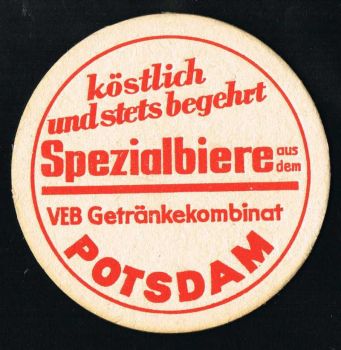 köstlich
und stets begehrt
Spezialbiere aus
dem
VEB Getränkekombinat
POTSDAM